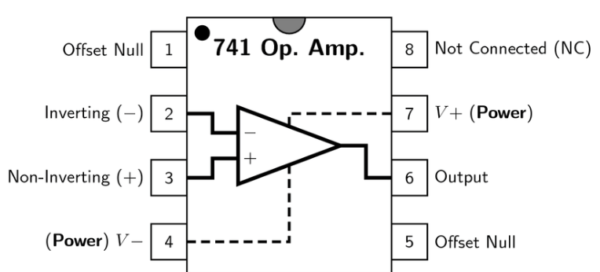 741 Op. Amp.
Offset Null 1
8 Not Connected (NC)
Inverting (−) 2
−
7 V+ (Power)
Non-Inverting (+) 3
+
6 Output
(Power) V− 4
5 Offset Null